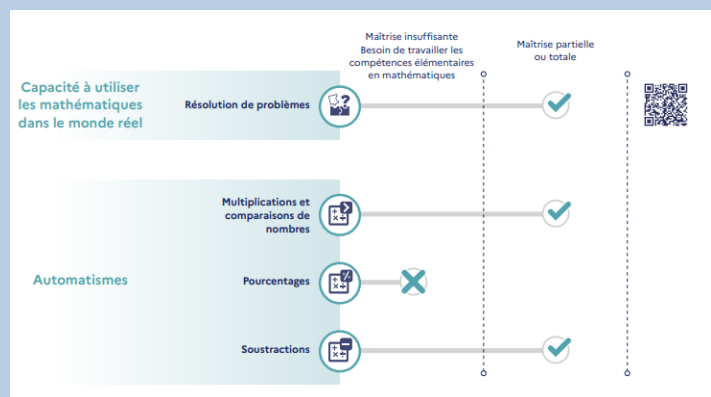 Maîtrise insuffisante
Besoin de travailler les
compétences élémentaires
en mathématiques
Maîtrise partielle
ou totale
Capacité à utiliser
les mathématiques
dans le monde réel
Résolution de problèmes
Multiplications et
comparaisons de
nombres
Automatismes
Pourcentages
Soustractions